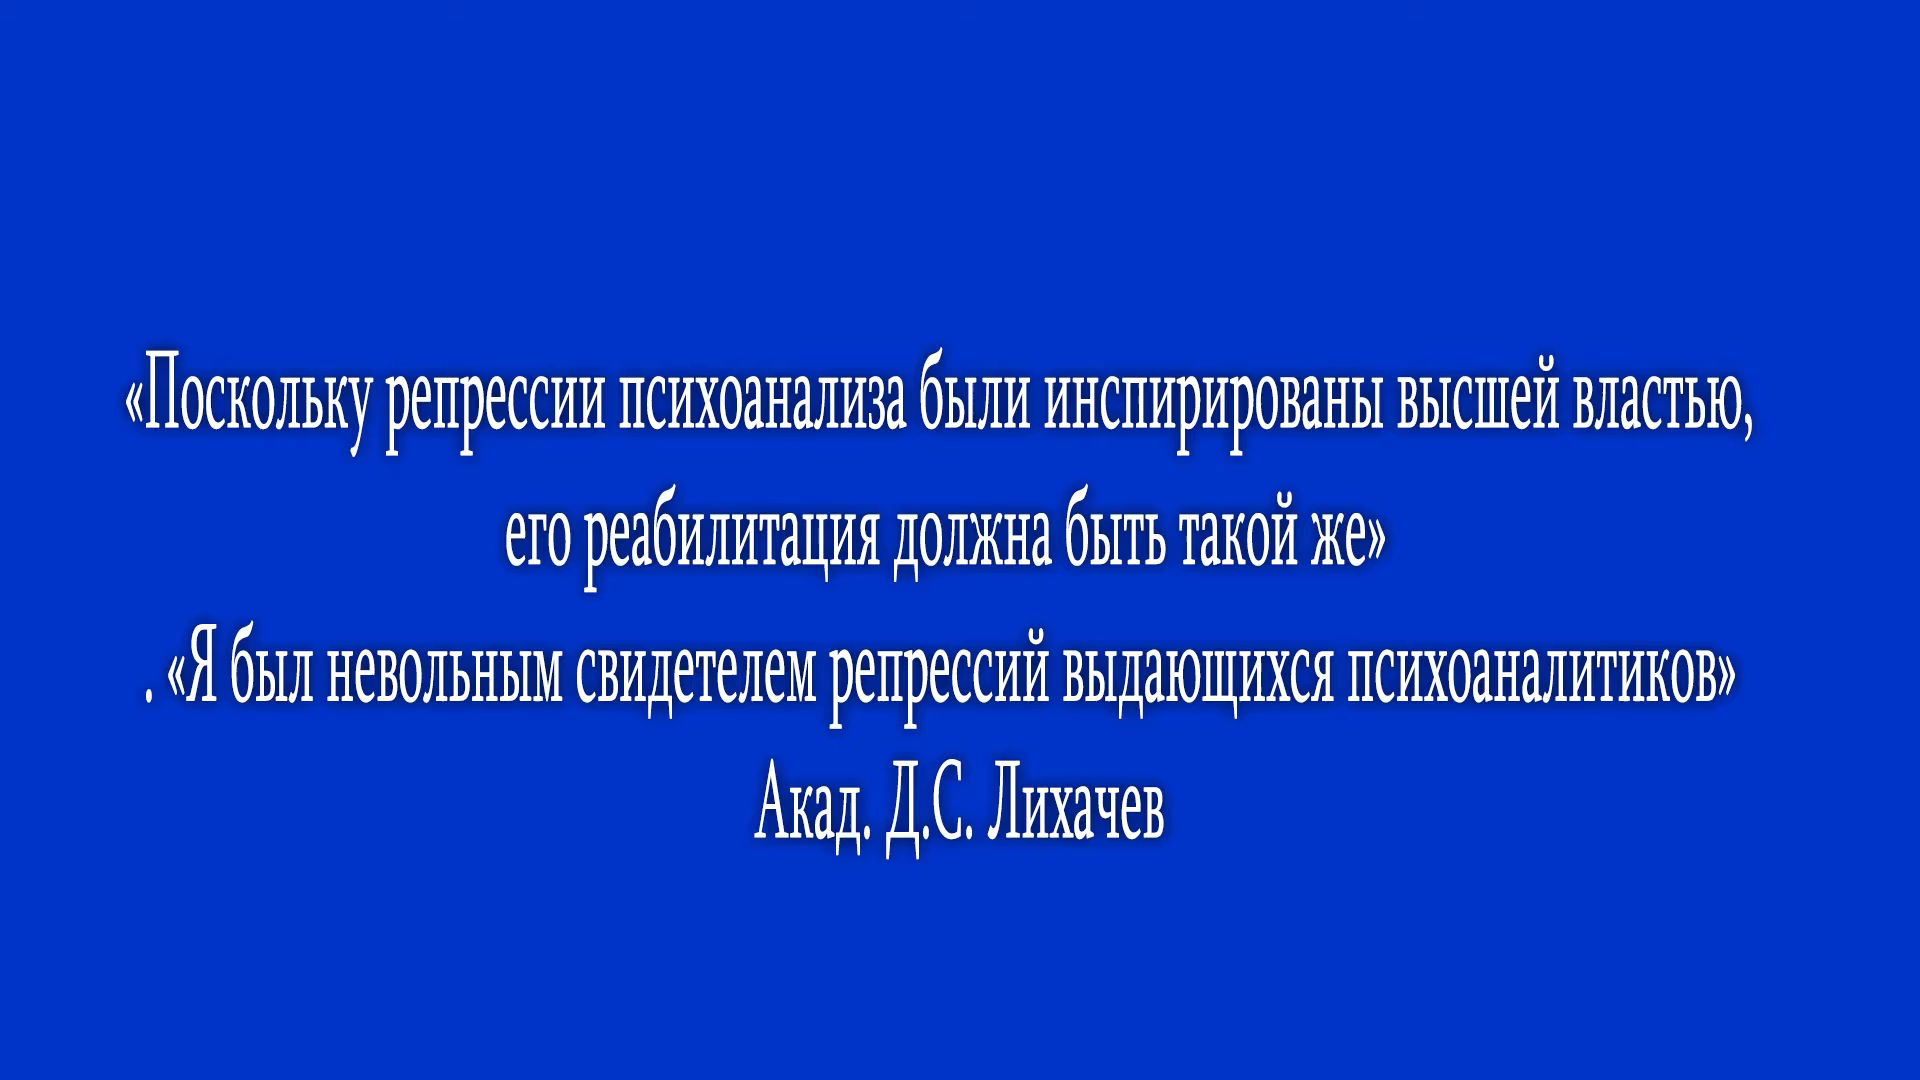 «Поскольку репрессии психоанализа были инспирированы высшей властью,
его реабилитация должна быть такой же»
. «Я был невольным свидетелем репрессий выдающихся психоаналитиков»
Акад. Д.С. Лихачев